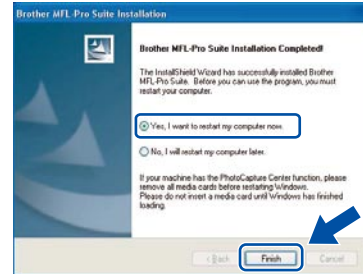 Brother MFL-Pro Suite Installation
Brother MFL-Pro Suite Installation Completed!
The InstallShield Wizard has successfully installed Brother
MFL-Pro Suite. Before you can use the program, you must
restart your computer.
Yes, I want to restart my computer now.
No, I will restart my computer later.
If your machine has the PhotoCapture Center function, please
remove all media cards before restarting Windows.
Please do not insert a media card until Windows has finished
loading.
< Back Finish Cancel